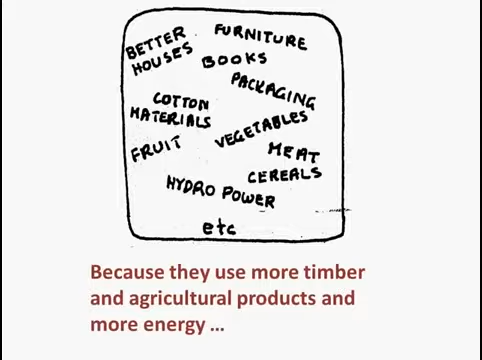 BETTER
HOUSES
FURNITURE
BOOKS
PACKAGING
COTTON
MATERIALS
VEGETABLES
FRUIT
MEAT
CEREALS
HYDRO POWER
etc
Because they use more timber
and agricultural products and
more energy ...